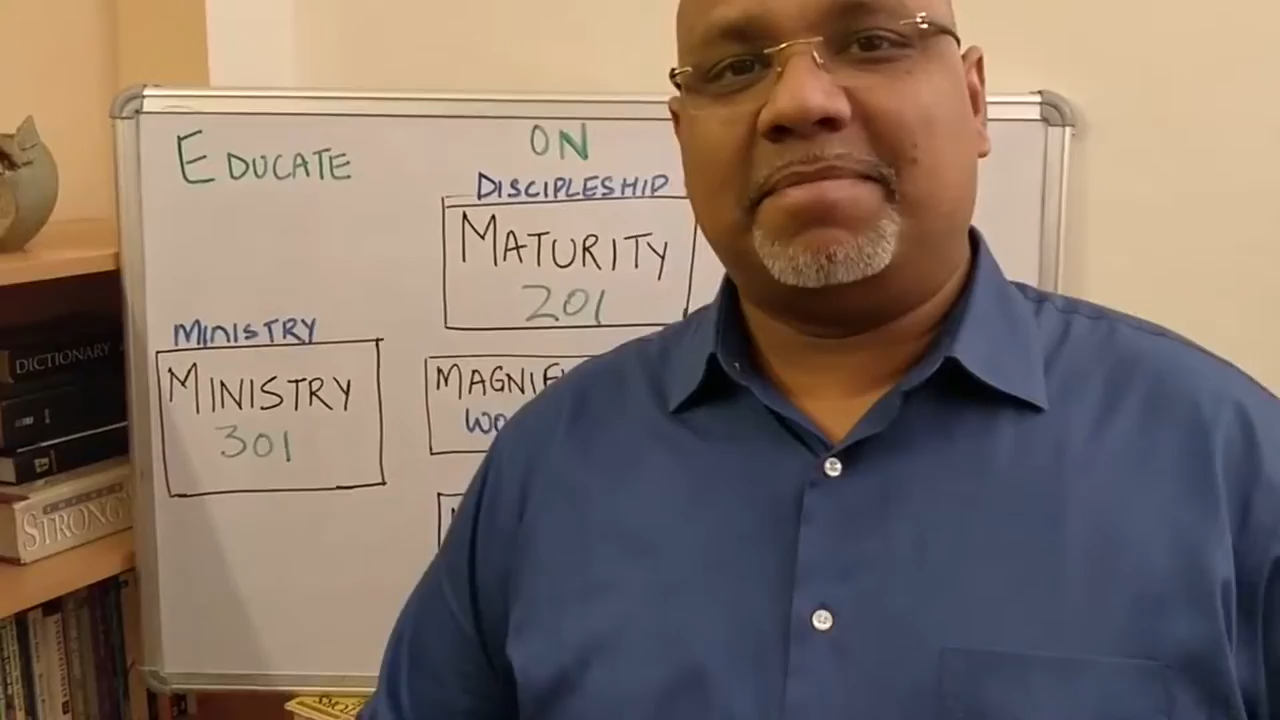 EDUCATE
ON
DISCIPLESHIP
MATURITY
201
MINISTRY
MINISTRY
301
DICTIONARY
STRONG